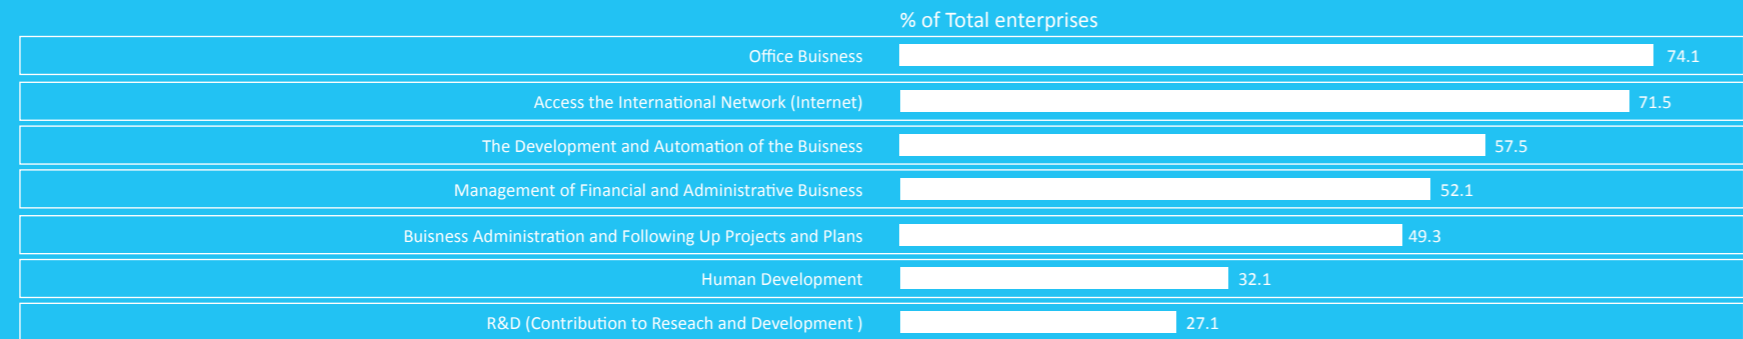 % of Total enterprises
Office Buisness 74.1
Access the International Network (Internet) 71.5
The Development and Automation of the Buisness 57.5
Management of Financial and Administrative Buisness 52.1
Buisness Administration and Following Up Projects and Plans 49.3
Human Development 32.1
R&D (Contribution to Reseach and Development ) 27.1